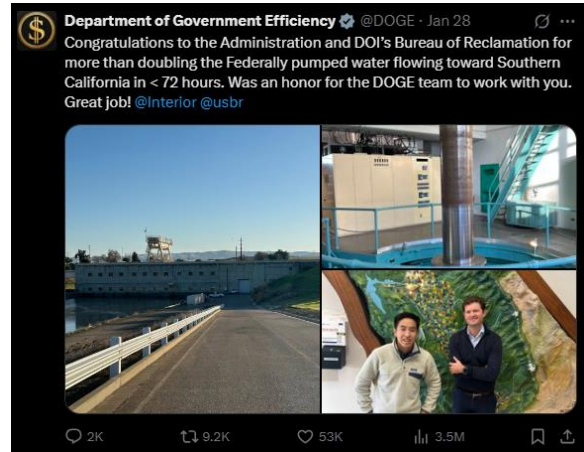 Department of Government Efficiency @DOGE · Jan 28
Congratulations to the Administration and DOI's Bureau of Reclamation for
more than doubling the Federally pumped water flowing toward Southern
California in < 72 hours. Was an honor for the DOGE team to work with you.
Great job! @Interior @usbr
2K 9.2K 53K 3.5M